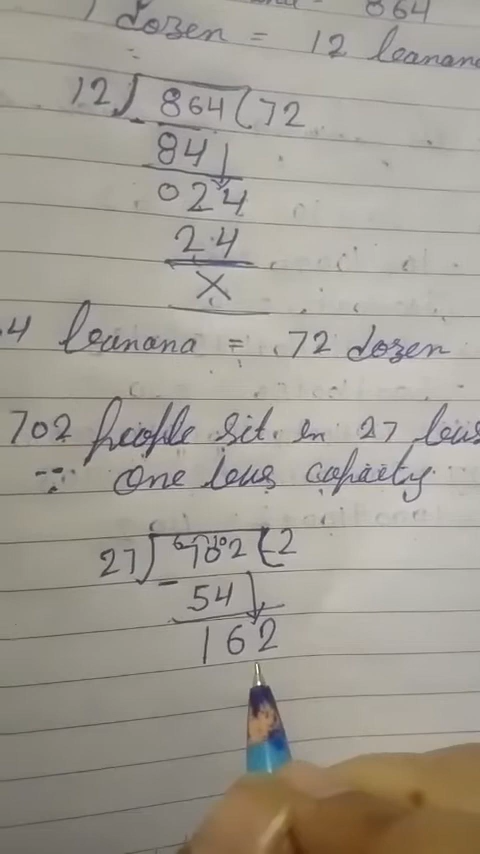 864
1 dozen = 12 banana
12) 864 (72
84
024
24
X
4 banana = 72 dozen
702 people sit in 27 bus
∵ One bus capacity
27) 702 (2
54
162